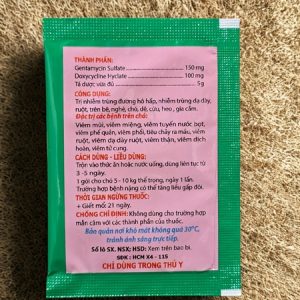 THÀNH PHẦN:
Gentamycin Sulfate 150 mg
Doxycycline Hyclate 100 mg
Tá dược vừa đủ 5g
CÔNG DỤNG:
Trị nhiễm trùng đường hô hấp, nhiễm trùng dạ dày,
ruột, trên bê, nghé, chó, dê, cừu, heo, gia cầm.
Đặc trị các bệnh trên chó:
Viêm mũi, viêm miệng, viêm tuyến nước bọt, viêm
phế quản, viêm phổi, tiêu chảy ra máu, viêm
ruột, viêm dạ dày ruột, viêm thận, viêm dịch
hoàn, viêm tử cung.
CÁCH DÙNG - LIỀU DÙNG:
Trộn vào thức ăn hoặc nước uống, dùng liên tục từ
3 -5 ngày.
1 gói cho chó 5 - 10 kg thể trọng, ngày 1 lần.
Trường hợp bệnh nặng có thể tăng liều gấp đôi.
THỜI GIAN NGỪNG THUỐC:
+ Giết mổ: 21 ngày.
CHỐNG CHỈ ĐỊNH: Không dùng cho trường hợp
mẫn cảm với các thành phần của thuốc.
Bảo quản nơi khô mát không quá 30°C,
tránh ánh sáng trực tiếp.
Số lô SX, NSX; HSD: Xem trên bao bì.
SĐK : HCM X4 - 115
CHỈ DÙNG TRONG THÚ Y